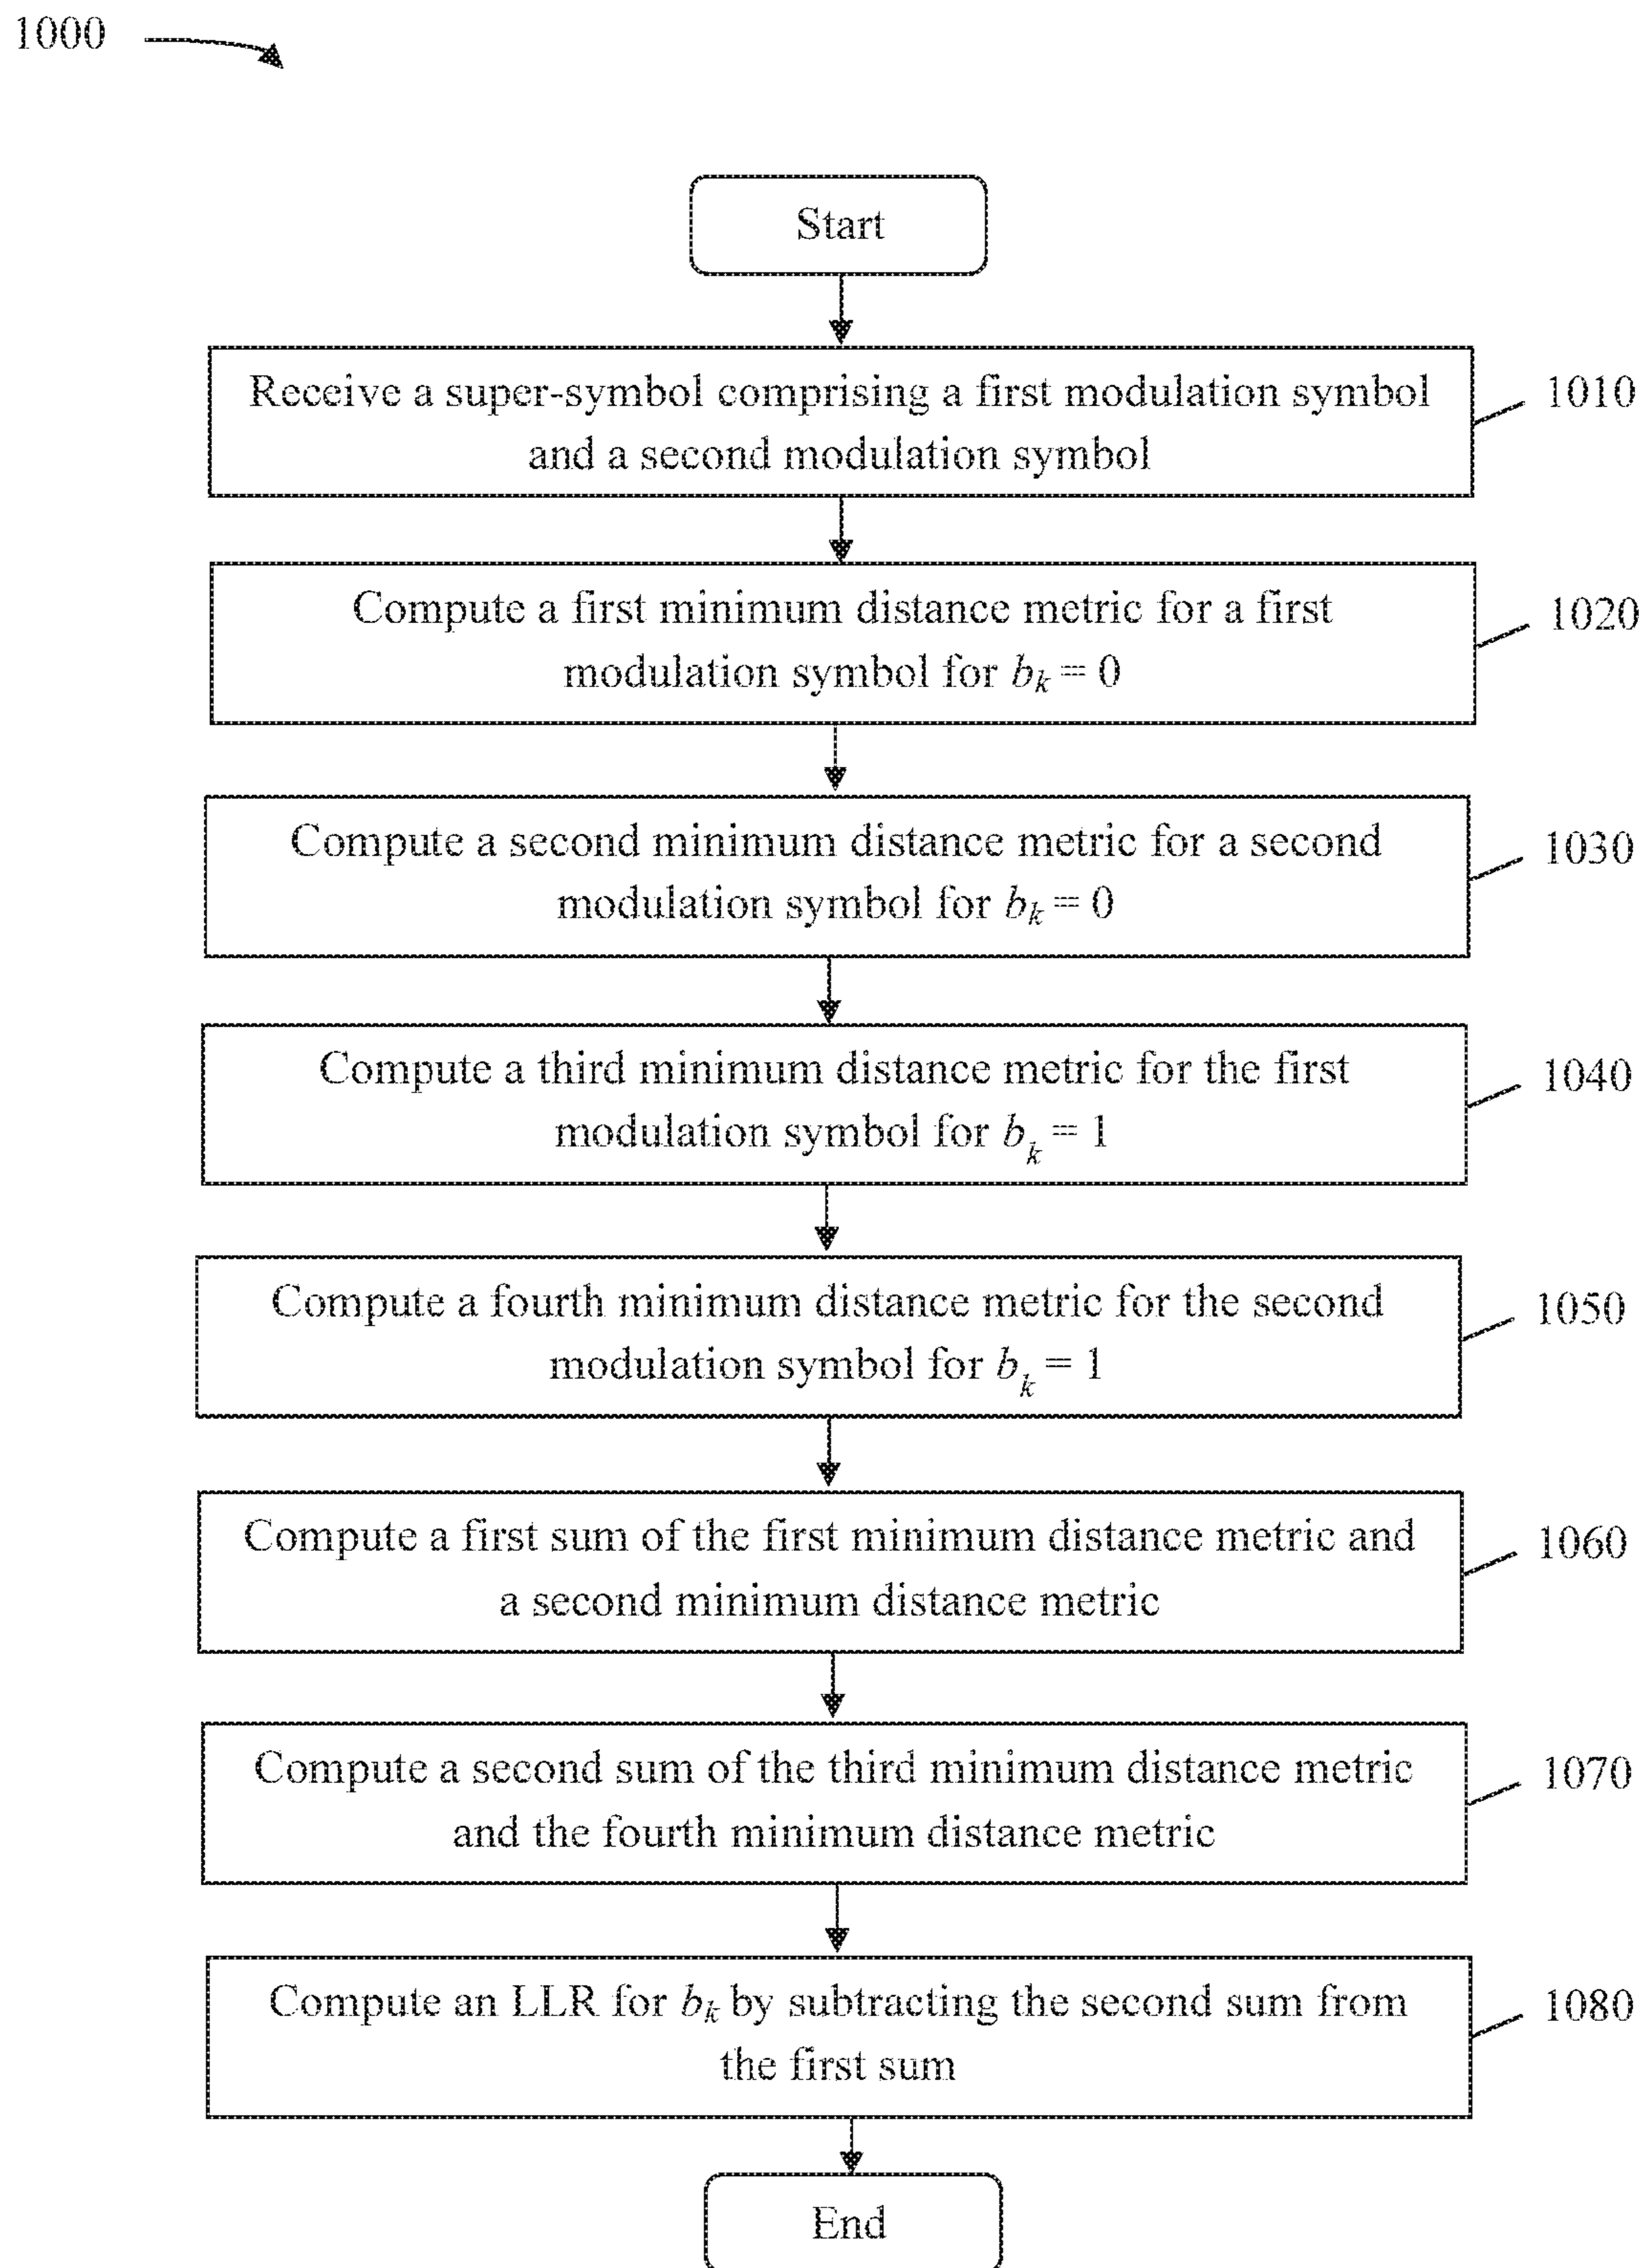 1000
Start
Receive a super-symbol comprising a first modulation symbol
and a second modulation symbol
1010
Compute a first minimum distance metric for a first
modulation symbol for bₖ = 0
1020
Compute a second minimum distance metric for a second
modulation symbol for bₖ = 0
1030
Compute a third minimum distance metric for the first
modulation symbol for bₖ = 1
1040
Compute a fourth minimum distance metric for the second
modulation symbol for bₖ = 1
1050
Compute a first sum of the first minimum distance metric and
a second minimum distance metric
1060
Compute a second sum of the third minimum distance metric
and the fourth minimum distance metric
1070
Compute an LLR for bₖ by subtracting the second sum from
the first sum
1080
End